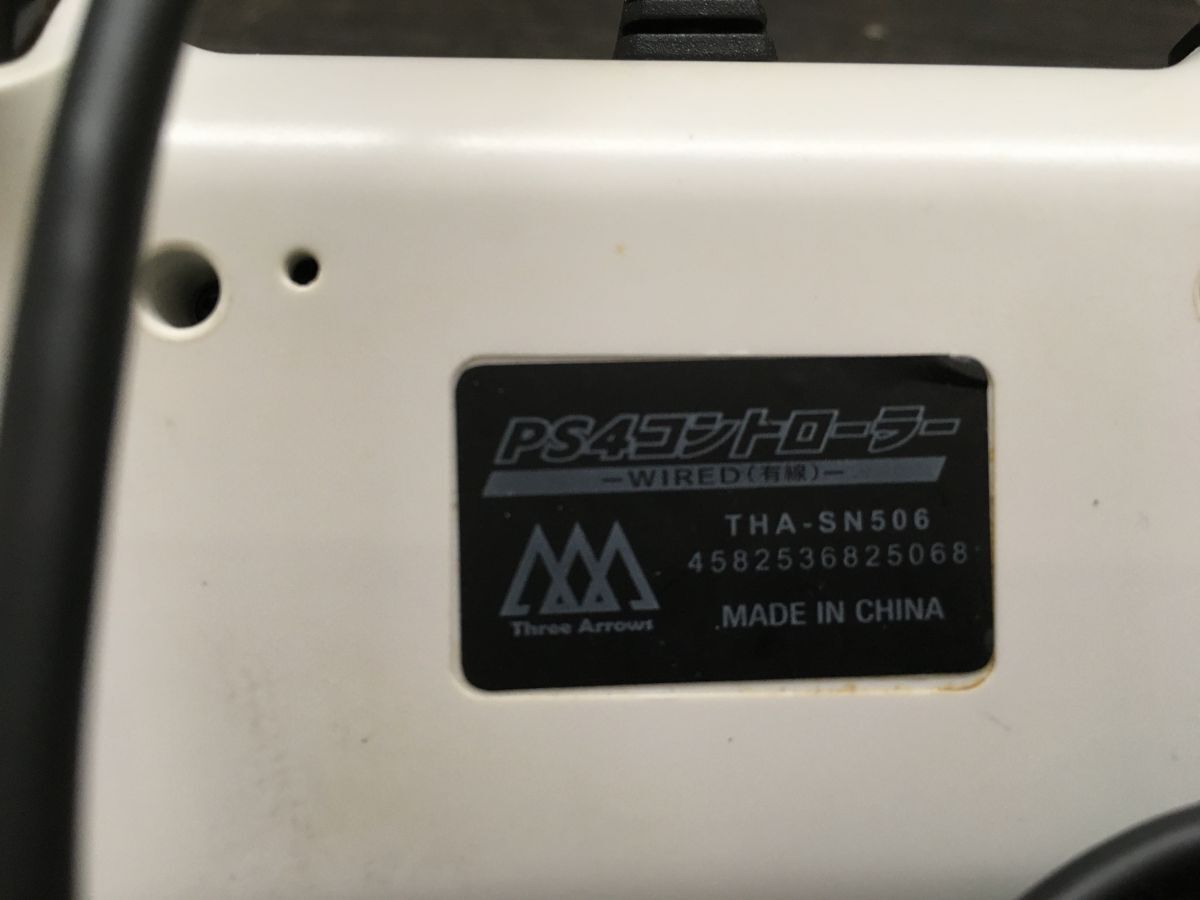 PS4コントローラー
-WIRED(有線)-
THA-SN506
4582536825068
Three Arrows
MADE IN CHINA